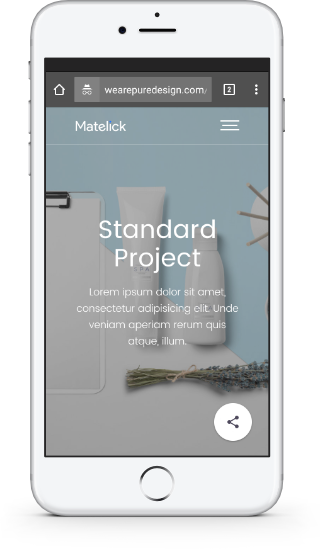 wearepuredesign.com/
2
Matelick
Standard
Project
Lorem ipsum dolor sit amet,
consectetur adipisicing elit. Unde
veniam aperiam rerum quis
atque, illum.